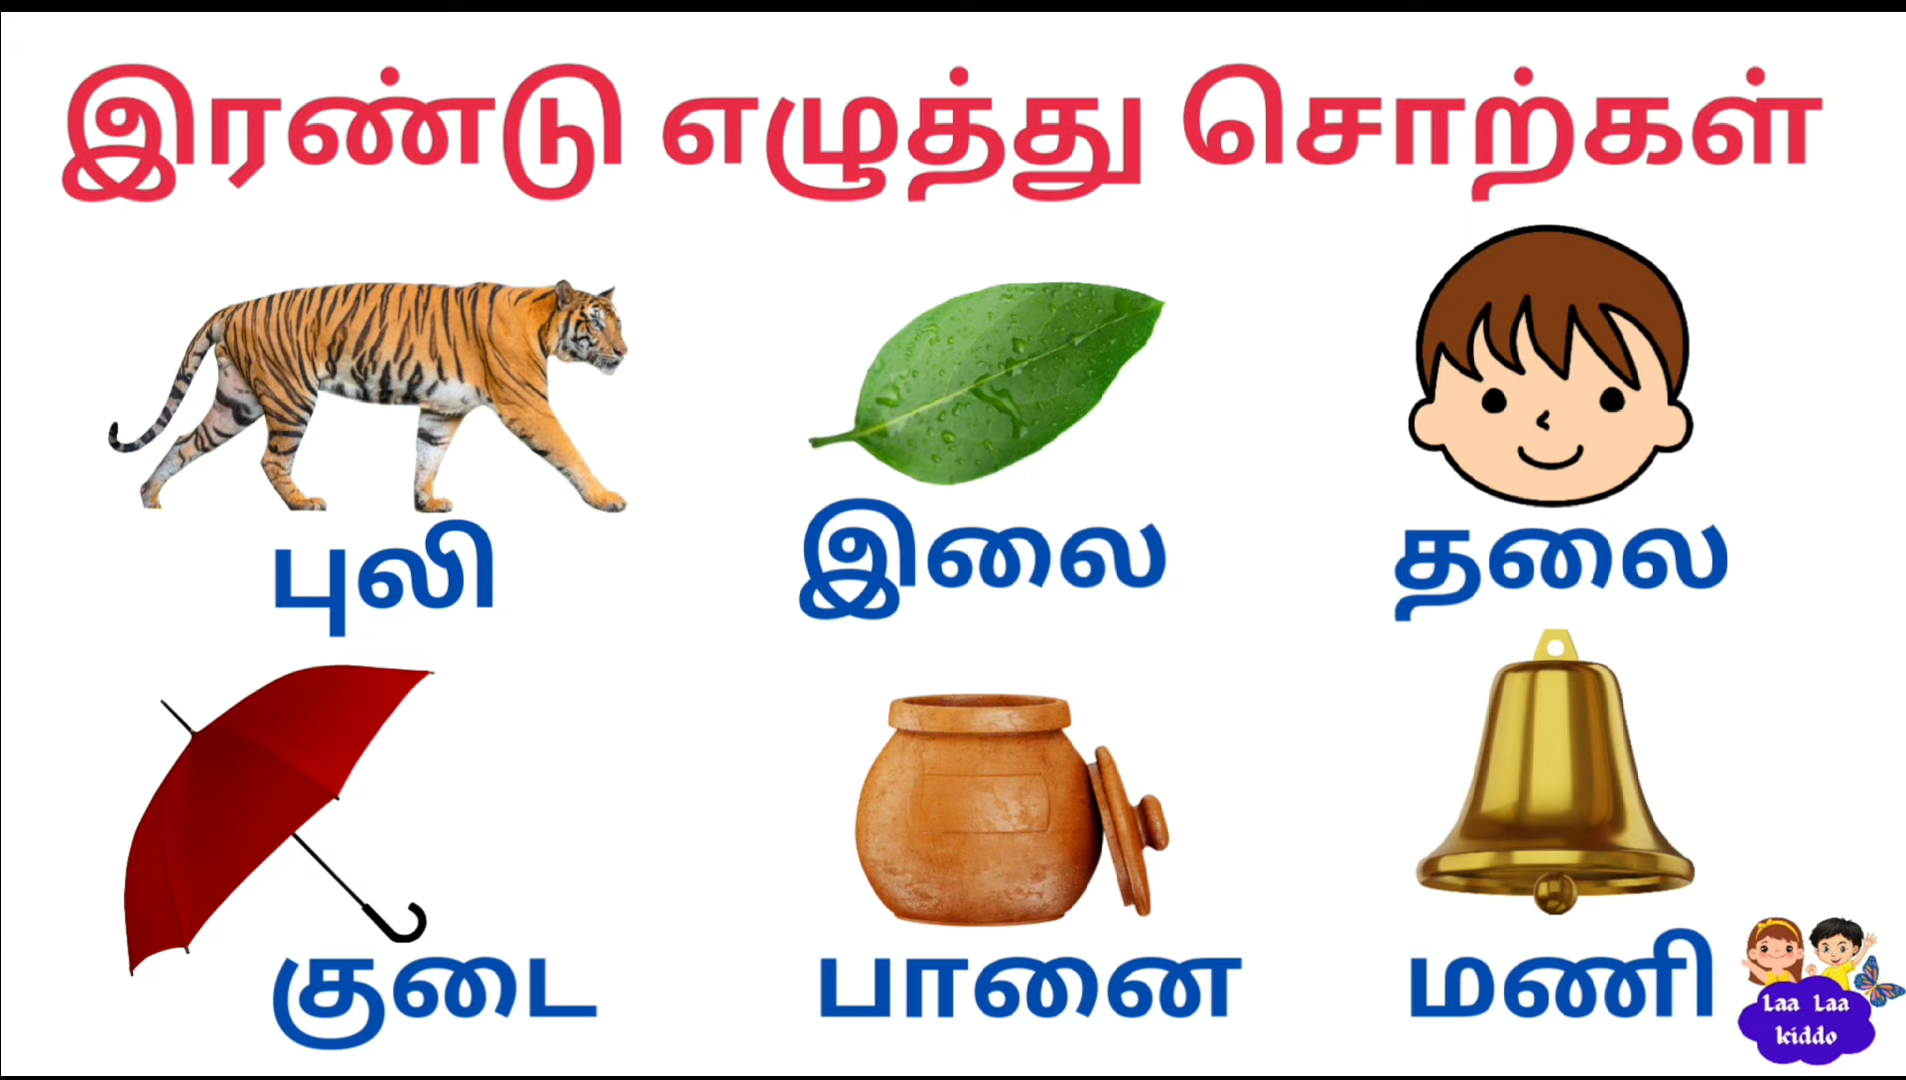 இரண்டு எழுத்து சொற்கள்
புலி
இலை
தலை
குடை
பானை
மணி
Laa Laa
kiddo